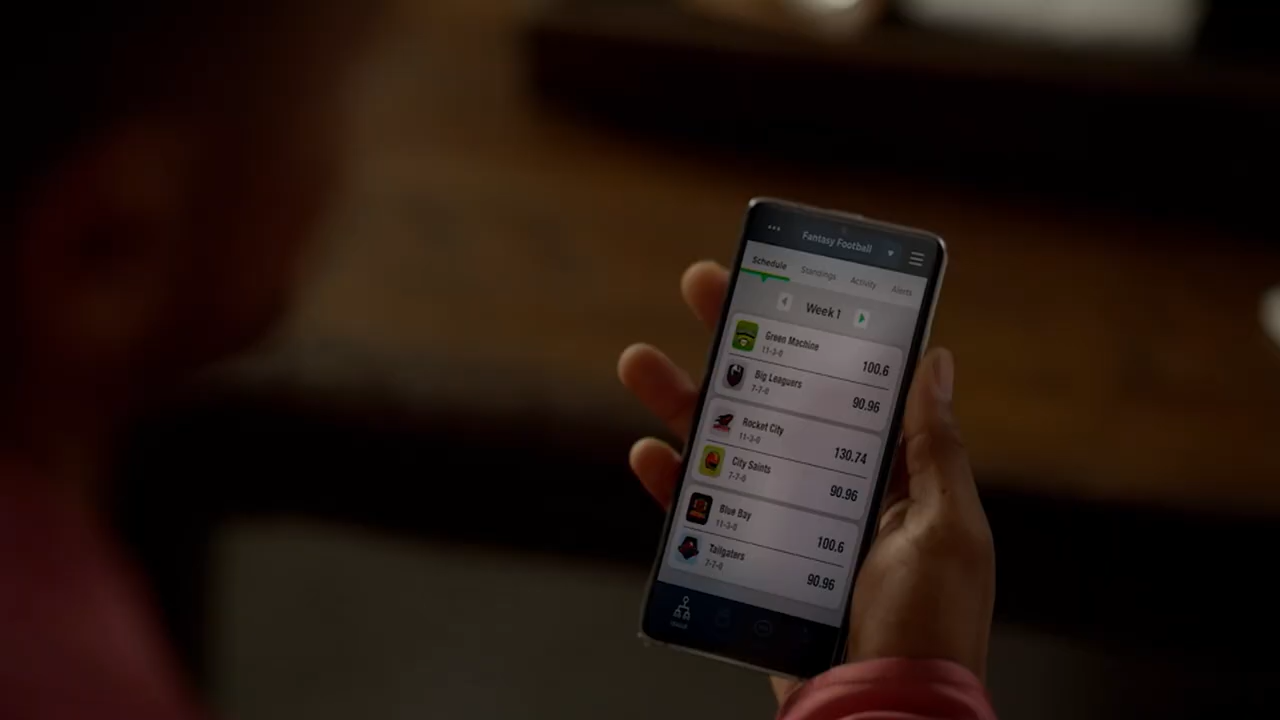 Fantasy Football
Schedule Standings Activity Alerts
Week 1
Green Machine
11-3-0
100.6
Big Leaguers
7-7-0
90.96
Rocket City
11-3-0
130.74
City Saints
7-7-0
90.96
Blue Bay
11-3-0
100.6
Tailgaters
7-7-0
90.96